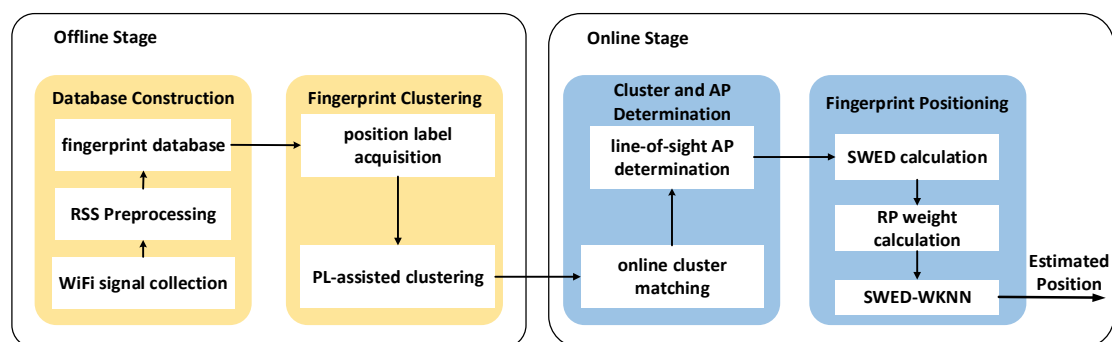 Offline Stage
Database Construction
fingerprint database
RSS Preprocessing
WiFi signal collection
Fingerprint Clustering
position label
acquisition
PL-assisted clustering
Online Stage
Cluster and AP
Determination
line-of-sight AP
determination
online cluster
matching
Fingerprint Positioning
SWED calculation
RP weight
calculation
SWED-WKNN
Estimated
Position